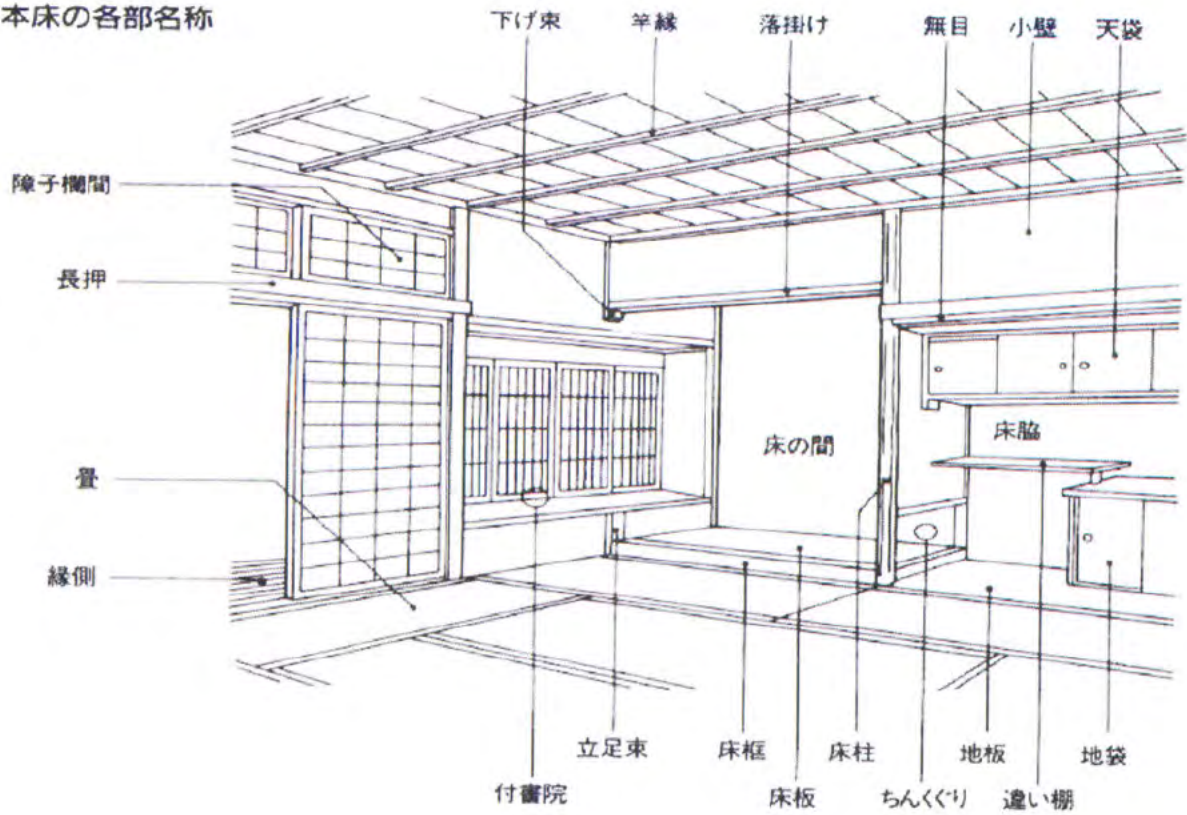 本床の各部名称
下げ束 竿縁 落掛け 無目 小壁 天袋
障子欄間
長押
床脇
床の間
畳
縁側
立足束 床框 床柱 地板 地袋
付書院 床板 ちんくぐり 違い棚